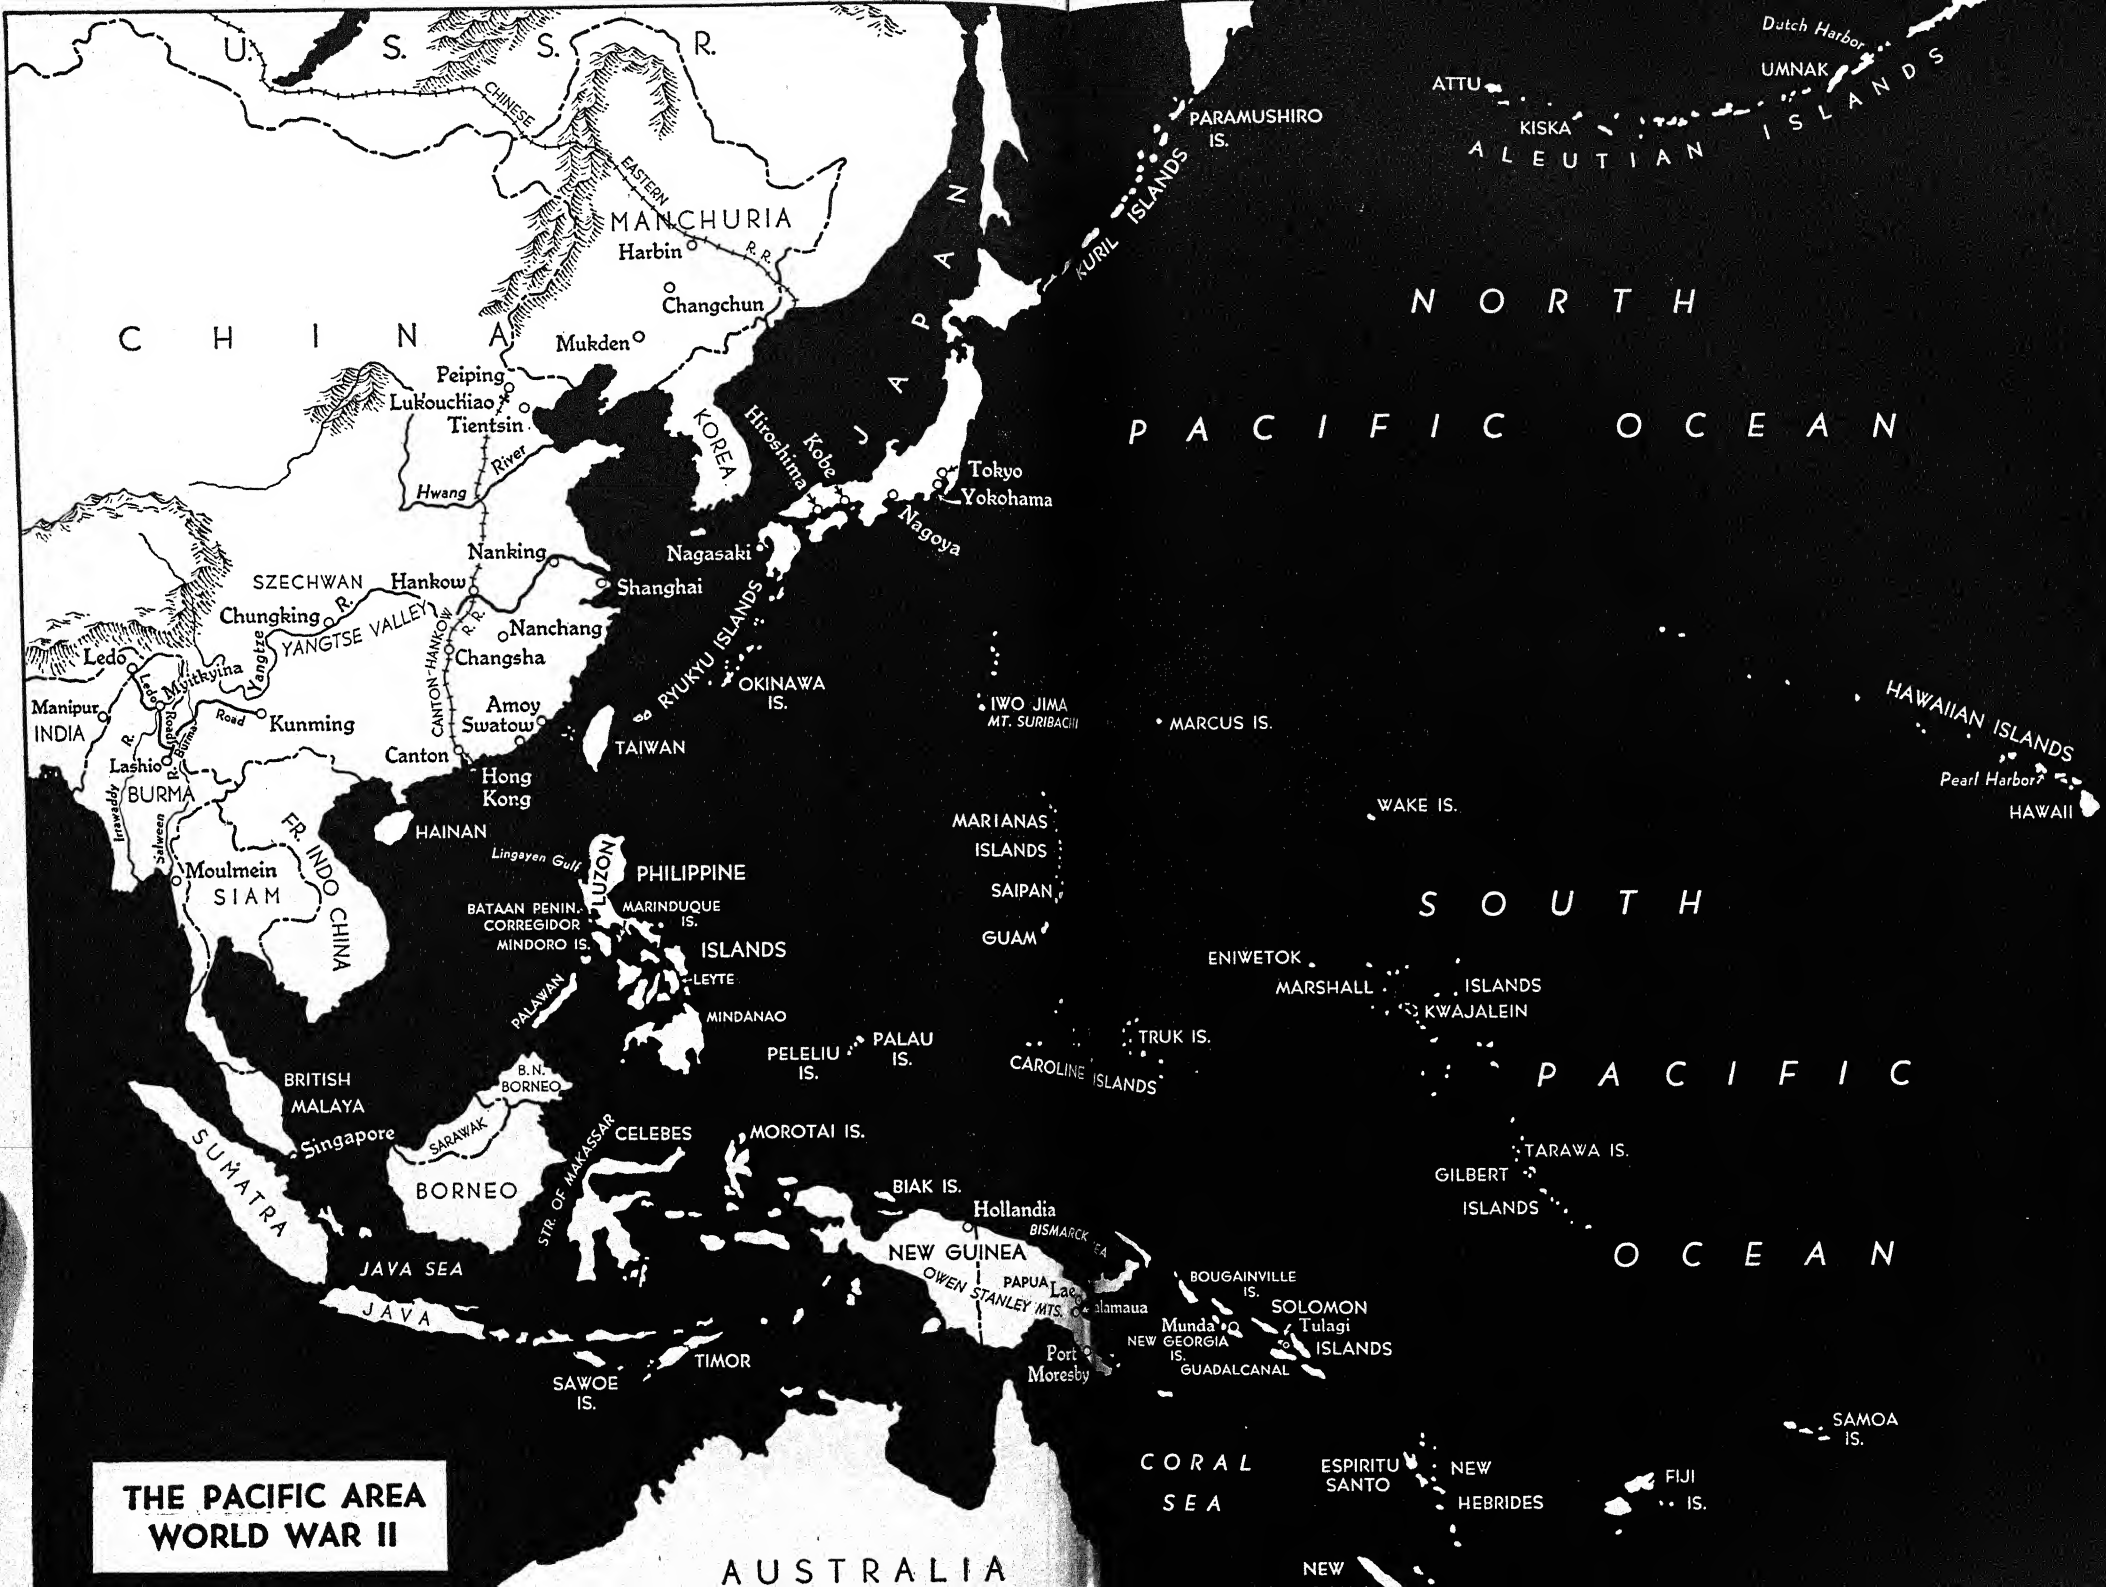 U. S. S. R.
CHINESE
EASTERN
R. R.
MANCHURIA
Harbin
Changchun
Mukden
C H I N A
Peiping
Lukouchiao
Tientsin
River
Hwang
KOREA
J A P A N
Hiroshima
Kobe
Tokyo
Yokohama
Nagoya
Nagasaki
PARAMUSHIRO
IS.
KURIL ISLANDS
Dutch Harbor
UMNAK
ATTU
KISKA
ALEUTIAN ISLANDS
NORTH
PACIFIC OCEAN
Nanking
Shanghai
SZECHWAN
Hankow
Chungking
R.
YANGTSE VALLEY
Yangtze
R. R.
CANTON-HANKOW
Nanchang
Changsha
Ledo
Ledo
Road
Myitkyina
Manipur
INDIA
Road
Kunming
Burma
Amoy
Swatow
Canton
Hong
Kong
R.
Lashio
R.
BURMA
Irrawaddy
Salween
Moulmein
SIAM
FR. INDO CHINA
HAINAN
TAIWAN
RYUKYU ISLANDS
OKINAWA
IS.
IWO JIMA
MT. SURIBACHI
MARCUS IS.
HAWAIIAN ISLANDS
Pearl Harbor
HAWAII
WAKE IS.
MARIANAS
ISLANDS
SAIPAN
GUAM
Lingayen Gulf
LUZON
PHILIPPINE
BATAAN PENIN.
MARINDUQUE
IS.
CORREGIDOR
MINDORO IS.
ISLANDS
LEYTE
PALAWAN
MINDANAO
SOUTH
PACIFIC
OCEAN
ENIWETOK
MARSHALL
ISLANDS
KWAJALEIN
PELELIU
IS.
PALAU
IS.
TRUK IS.
CAROLINE ISLANDS
BRITISH
MALAYA
Singapore
SUMATRA
B.N.
BORNEO
SARAWAK
BORNEO
STR. OF MAKASSAR
CELEBES
MOROTAI IS.
TARAWA IS.
GILBERT
ISLANDS
BIAK IS.
Hollandia
BISMARCK EA
NEW GUINEA
PAPUA
OWEN STANLEY MTS.
Lae
alamaua
Port
Moresby
BOUGAINVILLE
IS.
SOLOMON
Munda
Tulagi
NEW GEORGIA
IS.
ISLANDS
GUADALCANAL
JAVA SEA
JAVA
SAWOE
IS.
TIMOR
SAMOA
IS.
CORAL
SEA
ESPIRITU
SANTO
NEW
HEBRIDES
FIJI
IS.
NEW
AUSTRALIA
THE PACIFIC AREA
WORLD WAR II